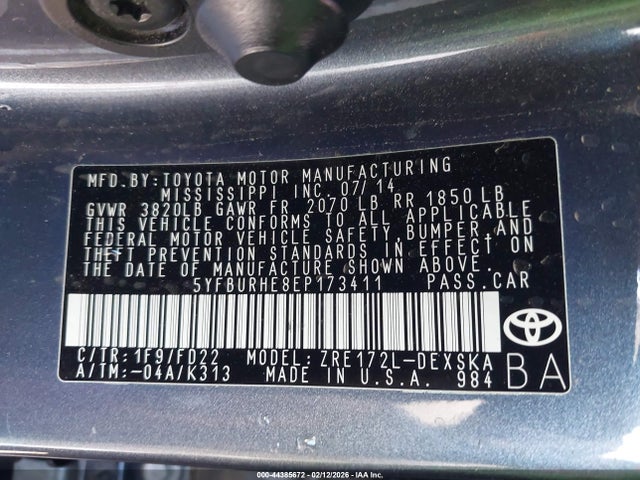 MFD.BY:TOYOTA MOTOR MANUFACTURING
MISSISSIPPI INC. 07/14
GVWR 3820LB GAWR FR 2070 LB RR 1850 LB
THIS VEHICLE CONFORMS TO ALL APPLICABLE
FEDERAL MOTOR VEHICLE SAFETY, BUMPER, AND
THEFT PREVENTION STANDARDS IN EFFECT ON
THE DATE OF MANUFACTURE SHOWN ABOVE.
5YFBURHE8EP173411 PASS.CAR
C/TR:1F9/FD22 MODEL:ZRE172L-DEXSKA
A/TM:-04A/K313 MADE IN U.S.A. 984
BA
000-44385672 - 02/12/2026 - IAA Inc.